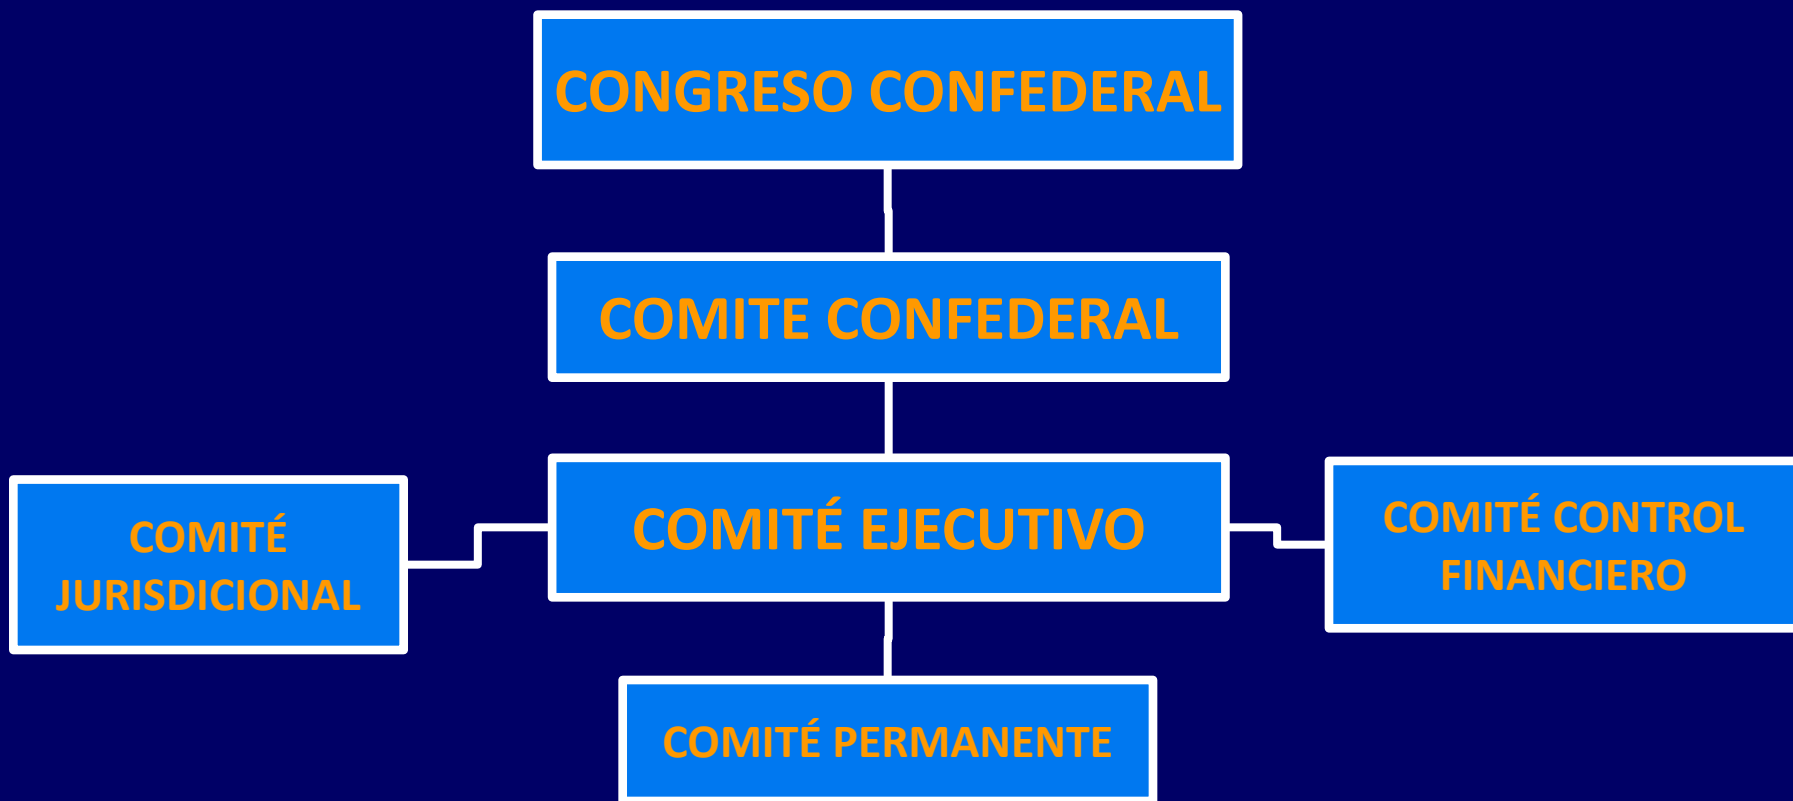 CONGRESO CONFEDERAL
COMITE CONFEDERAL
COMITÉ EJECUTIVO
COMITÉ
JURISDICIONAL
COMITÉ CONTROL
FINANCIERO
COMITÉ PERMANENTE